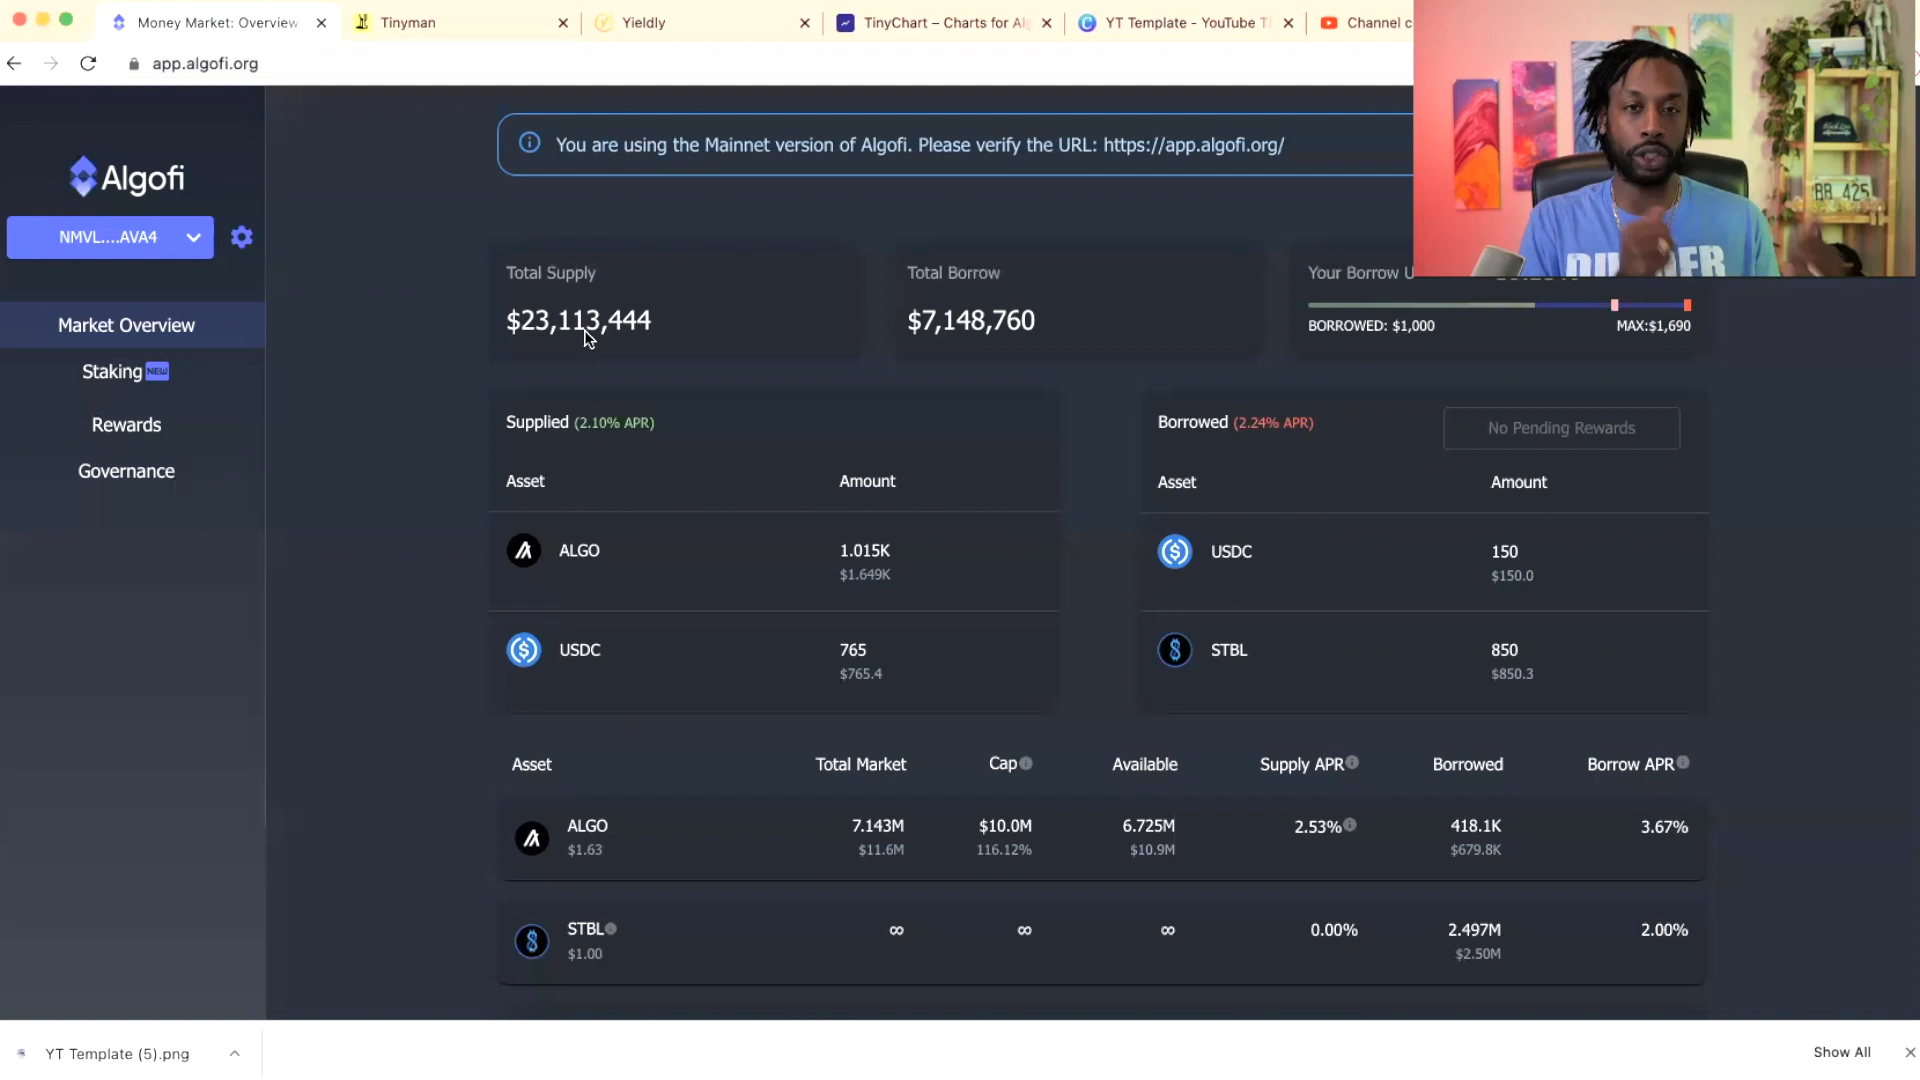 Money Market: Overview
Tinyman
Yieldly
TinyChart – Charts for Alg
YT Template - YouTube T
Channel c
app.algofi.org
Algofi
NMVL....AVA4
Market Overview
Staking NEW
Rewards
Governance
You are using the Mainnet version of Algofi. Please verify the URL: https://app.algofi.org/
Total Supply
$23,113,444
Total Borrow
$7,148,760
Your Borrow U
BORROWED: $1,000
MAX:$1,690
Supplied (2.10% APR)
Asset Amount
ALGO 1.015K
$1.649K
USDC 765
$765.4
Borrowed (2.24% APR)
No Pending Rewards
Asset Amount
USDC 150
$150.0
STBL 850
$850.3
Asset Total Market Cap Available Supply APR Borrowed Borrow APR
ALGO 7.143M $10.0M 6.725M 2.53% 418.1K 3.67%
$1.63 $11.6M 116.12% $10.9M $679.8K
STBL ∞ ∞ ∞ 0.00% 2.497M 2.00%
$1.00 $2.50M
BB 425
YT Template (5).png
Show All